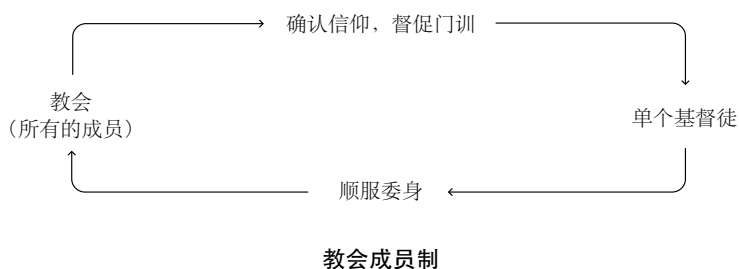 确认信仰，督促门训
教会
（所有的成员）
单个基督徒
顺服委身
教会成员制